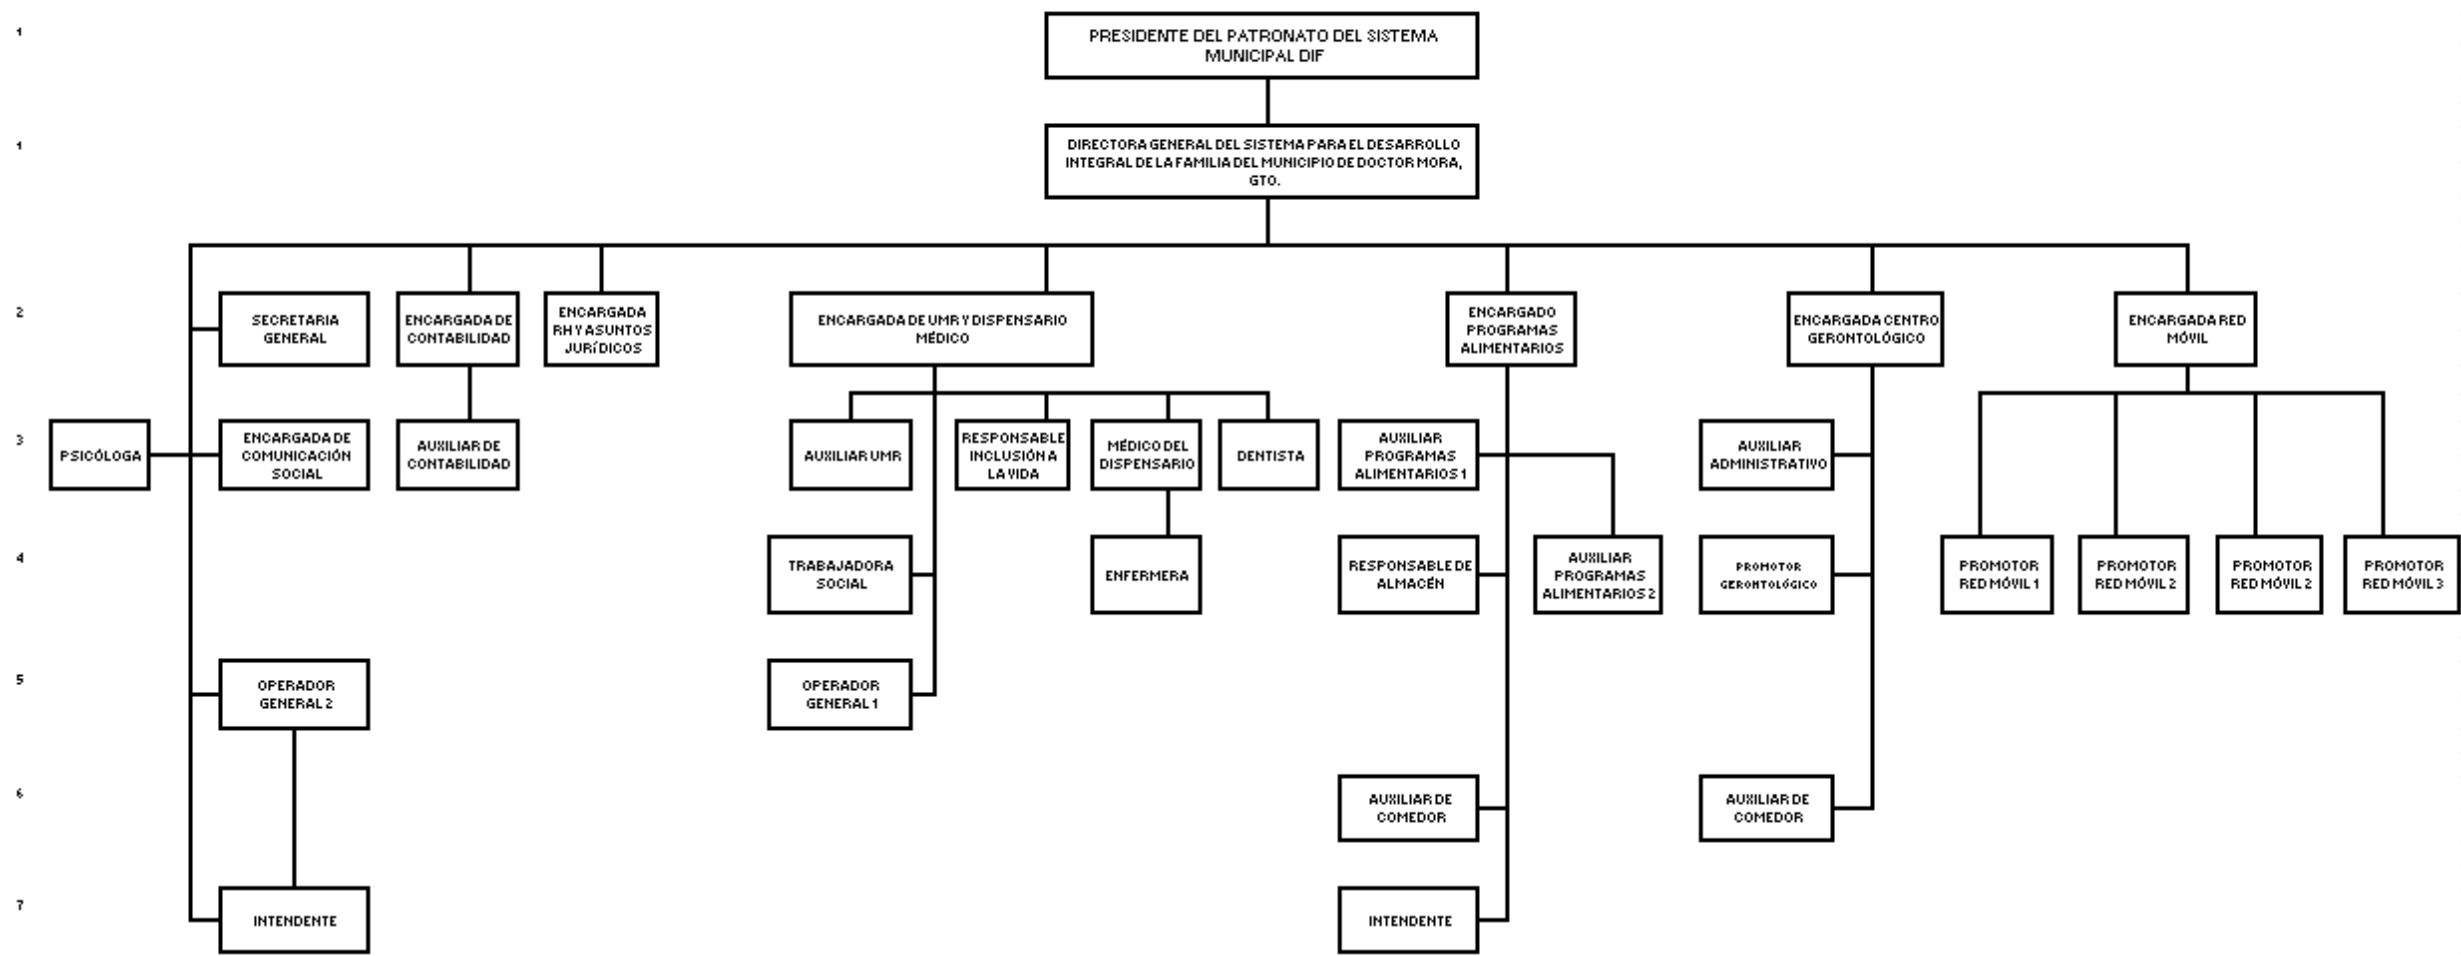 1
PRESIDENTE DEL PATRONATO DEL SISTEMA
MUNICIPAL DIF
1
DIRECTORA GENERAL DEL SISTEMA PARA EL DESARROLLO
INTEGRAL DE LA FAMILIA DEL MUNICIPIO DE DOCTOR MORA,
GTO.
2
SECRETARIA
GENERAL
ENCARGADA DE
CONTABILIDAD
ENCARGADA
RH Y ASUNTOS
JURÍDICOS
ENCARGADA DE UMR Y DISPENSARIO
MÉDICO
ENCARGADO
PROGRAMAS
ALIMENTARIOS
ENCARGADA CENTRO
GERONTOLÓGICO
ENCARGADA RED
MÓVIL
3
PSICÓLOGA
ENCARGADA DE
COMUNICACIÓN
SOCIAL
AUXILIAR DE
CONTABILIDAD
AUXILIAR UMR
RESPONSABLE
INCLUSIÓN A
LA VIDA
MÉDICO DEL
DISPENSARIO
DENTISTA
AUXILIAR
PROGRAMAS
ALIMENTARIOS 1
AUXILIAR
ADMINISTRATIVO
4
TRABAJADORA
SOCIAL
ENFERMERA
RESPONSABLE DE
ALMACÉN
AUXILIAR
PROGRAMAS
ALIMENTARIOS 2
PROMOTOR
GERONTOLÓGICO
PROMOTOR
RED MÓVIL 1
PROMOTOR
RED MÓVIL 2
PROMOTOR
RED MÓVIL 2
PROMOTOR
RED MÓVIL 3
5
OPERADOR
GENERAL 2
OPERADOR
GENERAL 1
6
AUXILIAR DE
COMEDOR
AUXILIAR DE
COMEDOR
7
INTENDENTE
INTENDENTE